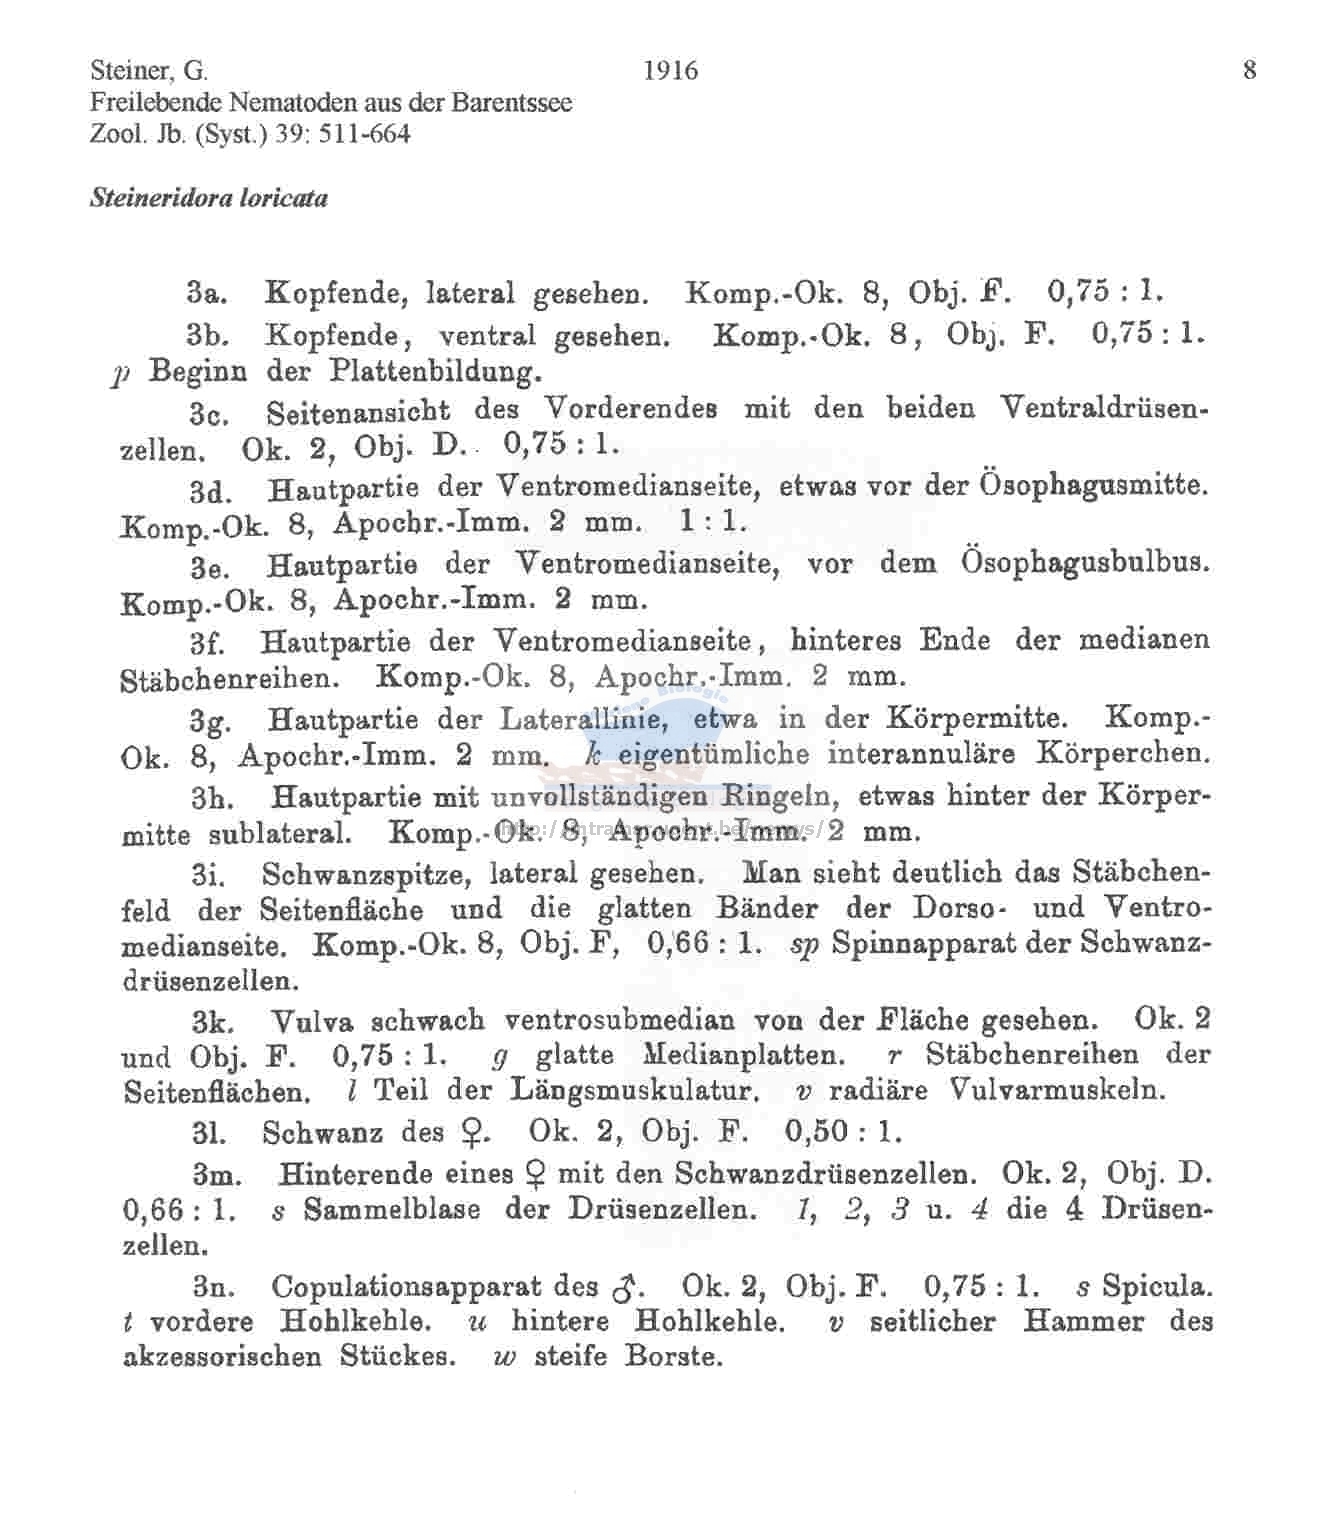 Steiner, G. 1916 8
Freilebende Nematoden aus der Barentssee
Zool. Jb. (Syst.) 39: 511-664
Steineridora loricata
3a. Kopfende, lateral gesehen. Komp.-Ok. 8, Obj. F. 0,75 : 1.
3b. Kopfende, ventral gesehen. Komp.-Ok. 8, Obj. F. 0,75 : 1.
p Beginn der Plattenbildung.
3c. Seitenansicht des Vorderendes mit den beiden Ventraldrüsen-
zellen. Ok. 2, Obj. D. 0,75 : 1.
3d. Hautpartie der Ventromedianseite, etwas vor der Ösophagusmitte.
Komp.-Ok. 8, Apochr.-Imm. 2 mm. 1 : 1.
3e. Hautpartie der Ventromedianseite, vor dem Ösophagusbulbus.
Komp.-Ok. 8, Apochr.-Imm. 2 mm.
3f. Hautpartie der Ventromedianseite, hinteres Ende der medianen
Stäbchenreihen. Komp.-Ok. 8, Apochr.-Imm. 2 mm.
3g. Hautpartie der Laterallinie, etwa in der Körpermitte. Komp.-
Ok. 8, Apochr.-Imm. 2 mm. k eigentümliche interannuläre Körperchen.
3h. Hautpartie mit unvollständigen Ringeln, etwas hinter der Körper-
mitte sublateral. Komp.-Ok. 8, Apochr.-Imm. 2 mm.
3i. Schwanzspitze, lateral gesehen. Man sieht deutlich das Stäbchen-
feld der Seitenfläche und die glatten Bänder der Dorso- und Ventro-
medianseite. Komp.-Ok. 8, Obj. F, 0,66 : 1. sp Spinnapparat der Schwanz-
drüsenzellen.
3k. Vulva schwach ventrosubmedian von der Fläche gesehen. Ok. 2
und Obj. F. 0,75 : 1. g glatte Medianplatten. r Stäbchenreihen der
Seitenflächen. l Teil der Längsmuskulatur. v radiäre Vulvarmuskeln.
3l. Schwanz des ♀. Ok. 2, Obj. F. 0,50 : 1.
3m. Hinterende eines ♀ mit den Schwanzdrüsenzellen. Ok. 2, Obj. D.
0,66 : 1. s Sammelblase der Drüsenzellen. 1, 2, 3 u. 4 die 4 Drüsen-
zellen.
3n. Copulationsapparat des ♂. Ok. 2, Obj. F. 0,75 : 1. s Spicula.
t vordere Hohlkehle. u hintere Hohlkehle. v seitlicher Hammer des
akzessorischen Stückes. w steife Borste.